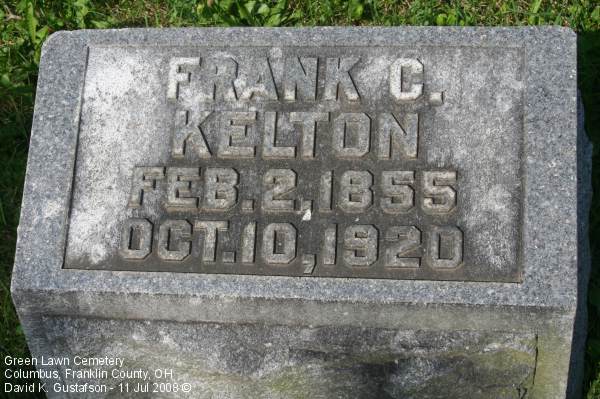 FRANK C.
KELTON
FEB. 2, 1855
OCT. 10, 1920
Green Lawn Cemetery
Columbus, Franklin County, OH
David K. Gustafson - 11 Jul 2008 ©